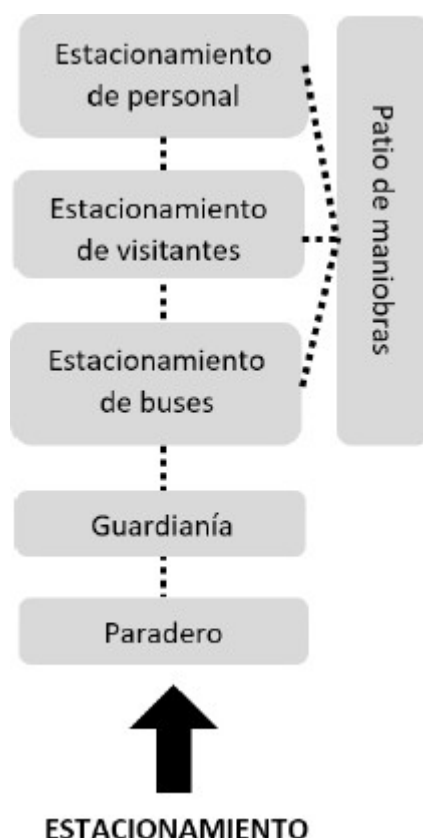 Estacionamiento
de personal
Estacionamiento
de visitantes
Estacionamiento
de buses
Patio de maniobras
Guardianía
Paradero
ESTACIONAMIENTO